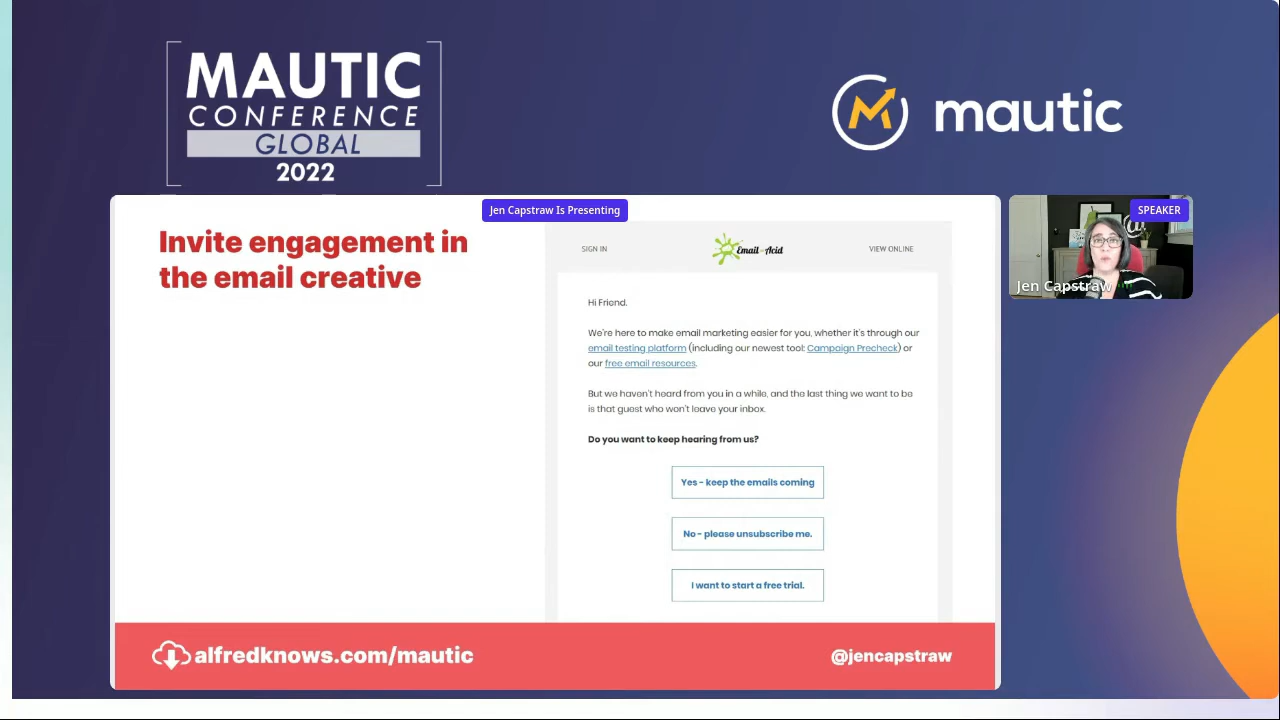 MAUTIC
CONFERENCE
GLOBAL
2022
mautic
Jen Capstraw Is Presenting
SPEAKER
Jen Capstraw
Invite engagement in
the email creative
SIGN IN
Email on Acid
VIEW ONLINE
Hi Friend,
We're here to make email marketing easier for you, whether it's through our
email testing platform (including our newest tool: Campaign Precheck) or
our free email resources.
But we haven't heard from you in a while, and the last thing we want to be
is that guest who won't leave your inbox.
Do you want to keep hearing from us?
Yes - keep the emails coming
No - please unsubscribe me.
I want to start a free trial.
alfredknows.com/mautic
@jencapstraw